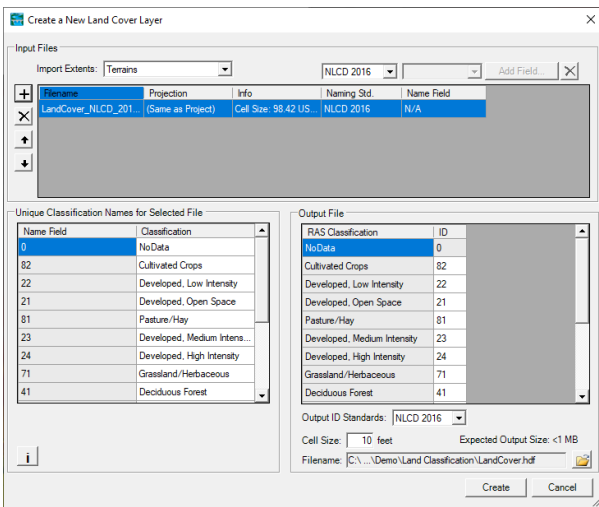 Create a New Land Cover Layer
Input Files
Import Extents: Terrains NLCD 2016 Add Field...
Filename Projection Info Naming Std. Name Field
LandCover_NLCD_201... (Same as Project) Cell Size: 98.42 US... NLCD 2016 N/A
Unique Classification Names for Selected File
Name Field Classification
0 NoData
82 Cultivated Crops
22 Developed, Low Intensity
21 Developed, Open Space
81 Pasture/Hay
23 Developed, Medium Intens...
24 Developed, High Intensity
71 Grassland/Herbaceous
41 Deciduous Forest
i
Output File
RAS Classification ID
NoData 0
Cultivated Crops 82
Developed, Low Intensity 22
Developed, Open Space 21
Pasture/Hay 81
Developed, Medium Intensity 23
Developed, High Intensity 24
Grassland/Herbaceous 71
Deciduous Forest 41
Output ID Standards: NLCD 2016
Cell Size: 10 feet Expected Output Size: <1 MB
Filename: C:\ ...\Demo\Land Classification\LandCover.hdf
Create Cancel